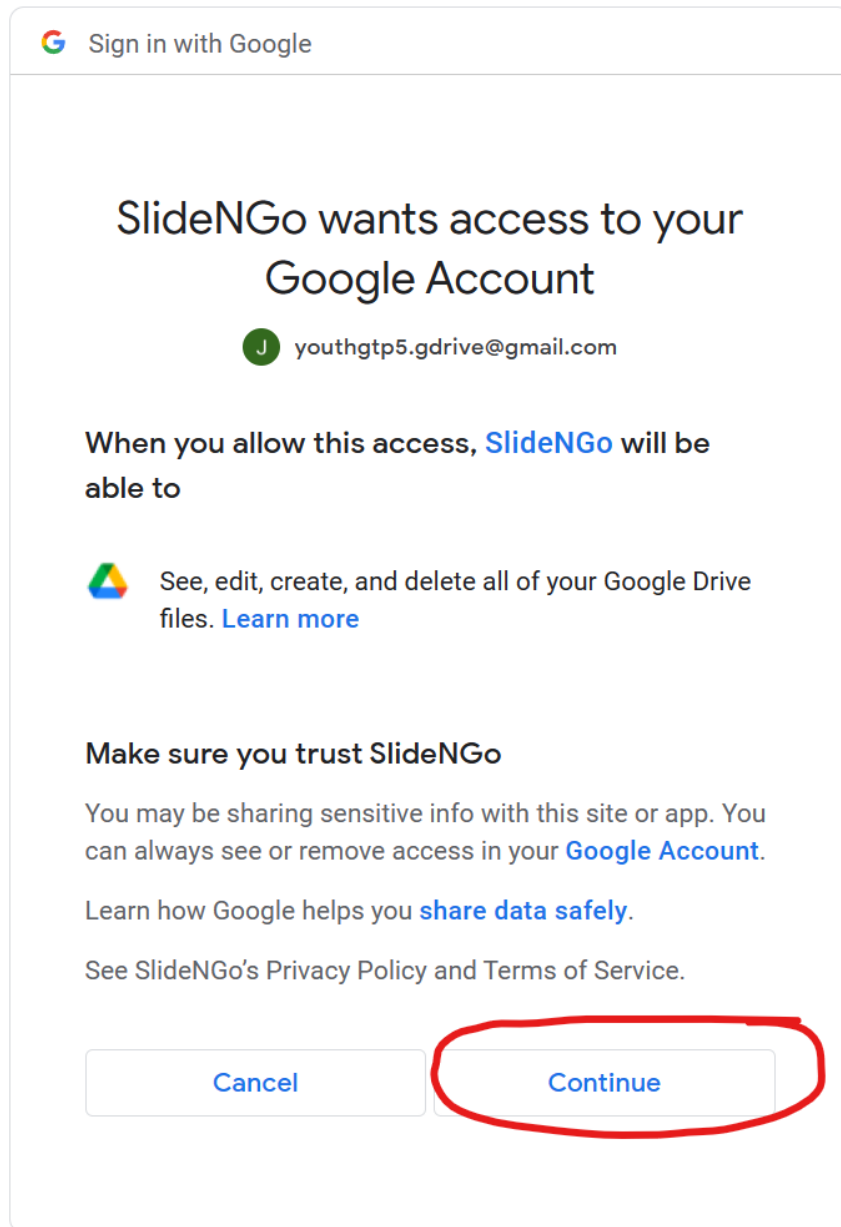 Sign in with Google
SlideNGo wants access to your
Google Account
J
youthgtp5.gdrive@gmail.com
When you allow this access, SlideNGo will be
able to
See, edit, create, and delete all of your Google Drive
files. Learn more
Make sure you trust SlideNGo
You may be sharing sensitive info with this site or app. You
can always see or remove access in your Google Account.
Learn how Google helps you share data safely.
See SlideNGo’s Privacy Policy and Terms of Service.
Cancel
Continue